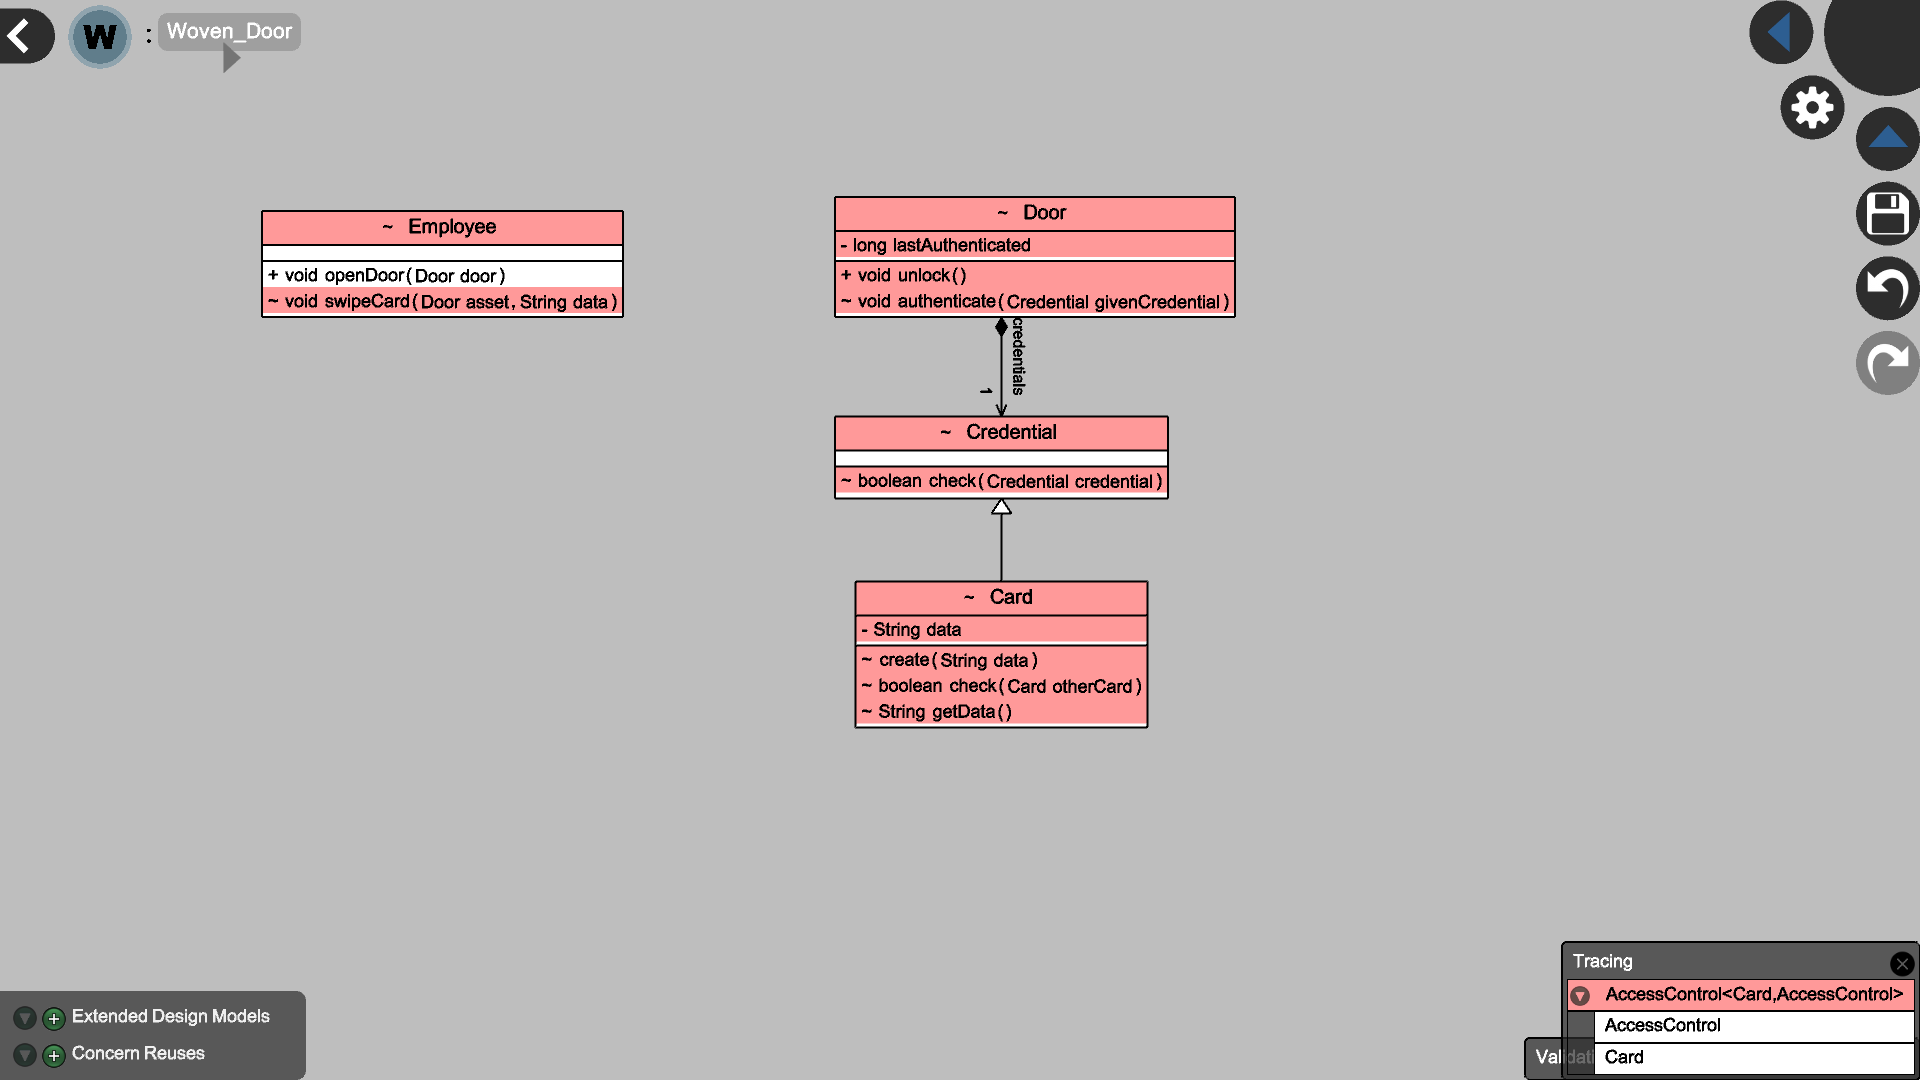 W : Woven_Door
~ Employee
+ void openDoor(Door door)
~ void swipeCard(Door asset, String data)
~ Door
- long lastAuthenticated
+ void unlock()
~ void authenticate(Credential givenCredential)
credentials
1
~ Credential
~ boolean check(Credential credential)
~ Card
- String data
~ create(String data)
~ boolean check(Card otherCard)
~ String getData()
Extended Design Models
Concern Reuses
Tracing
AccessControl<Card,AccessControl>
AccessControl
Card
Validati